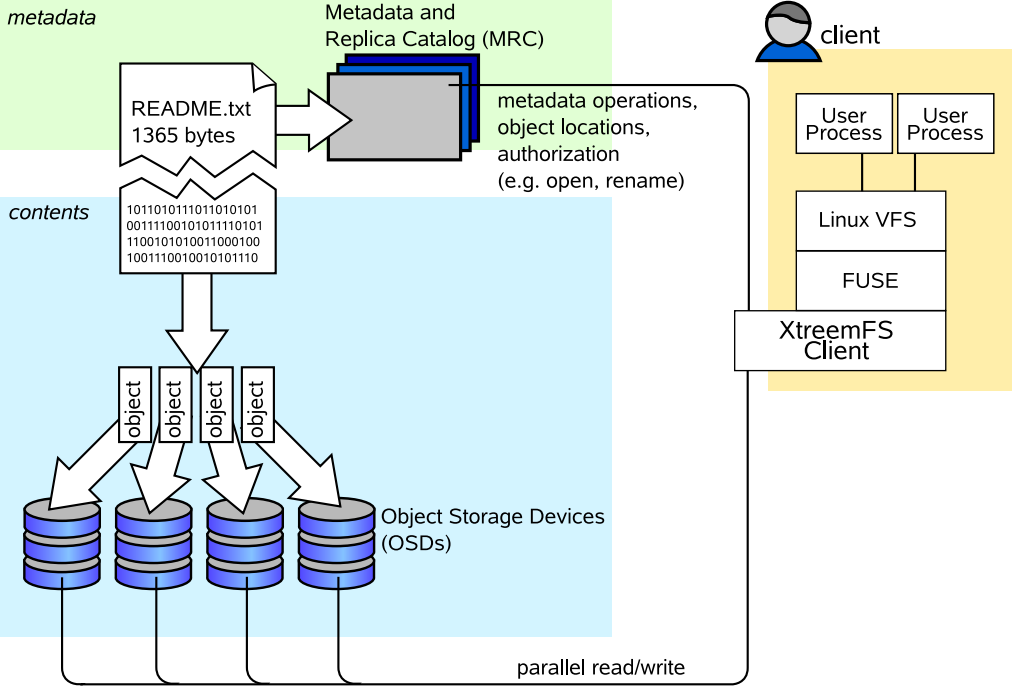 metadata
Metadata and
Replica Catalog (MRC)
client
README.txt
1365 bytes
metadata operations,
object locations,
authorization
(e.g. open, rename)
User
Process
User
Process
contents
1011010111011010101
00111100101011110101
1100101010011000100
1001110010010101110
Linux VFS
FUSE
XtreemFS
Client
object
object
object
object
Object Storage Devices
(OSDs)
parallel read/write